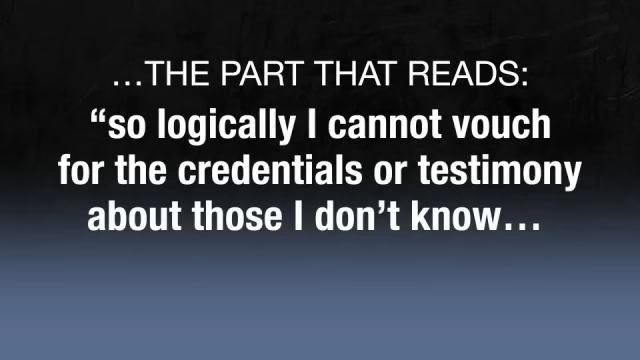 …THE PART THAT READS:
“so logically I cannot vouch
for the credentials or testimony
about those I don’t know…